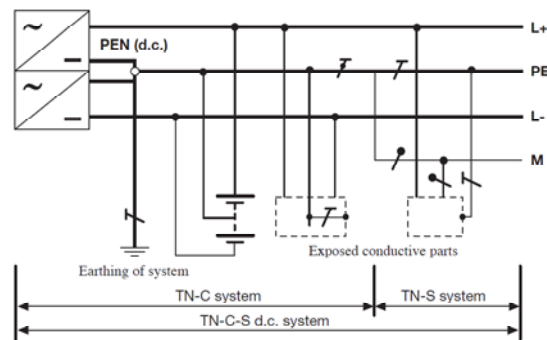 L+
PEN (d.c.)
PE
L-
M
Exposed conductive parts
Earthing of system
TN-C system
TN-S system
TN-C-S d.c. system